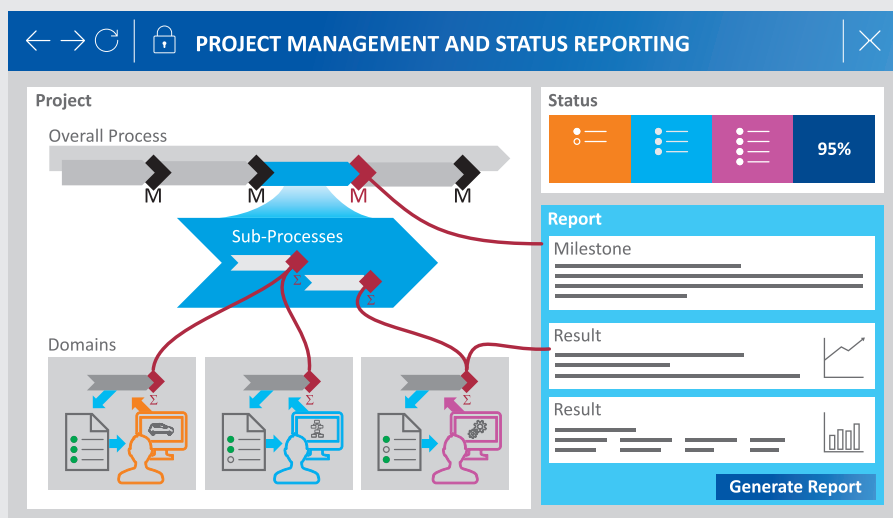 PROJECT MANAGEMENT AND STATUS REPORTING
Project
Overall Process
M
M
M
M
Sub-Processes
Σ
Σ
Domains
Σ
Σ
Σ
Status
95%
Report
Milestone
Result
Result
Generate Report